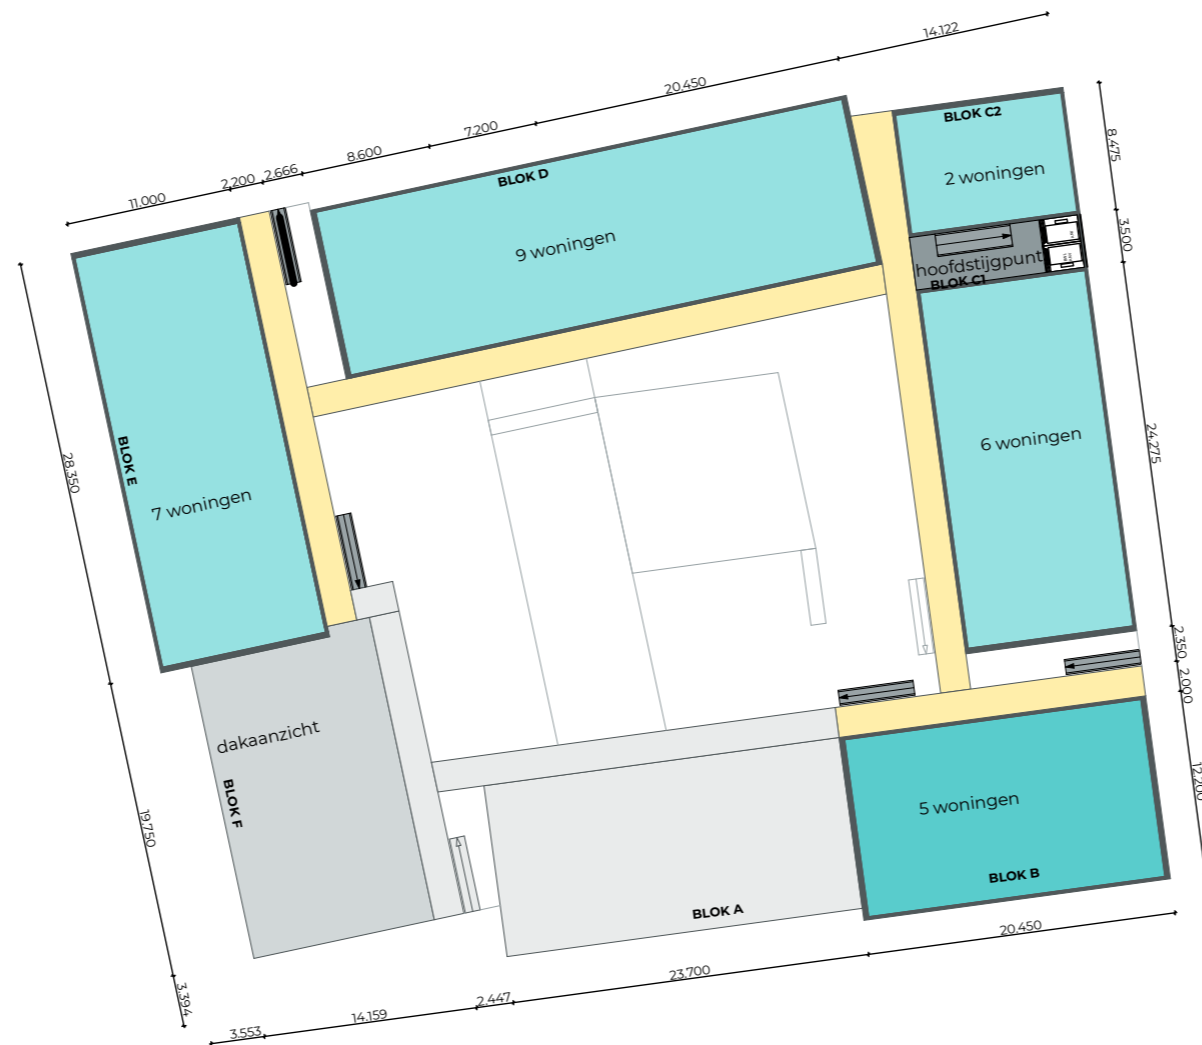 14.122
20.450
7.200
8.600
2.666
2.200
11.000
BLOK C2
2 woningen
8.475
BLOK D
9 woningen
3.500
hoofdstijgpunt
BLOK C1
28.350
BLOK E
7 woningen
6 woningen
24.275
2.350
2.000
dakaanzicht
BLOK F
19.750
5 woningen
12.200
BLOK B
BLOK A
3.394
3.553
14.159
2.447
23.700
20.450